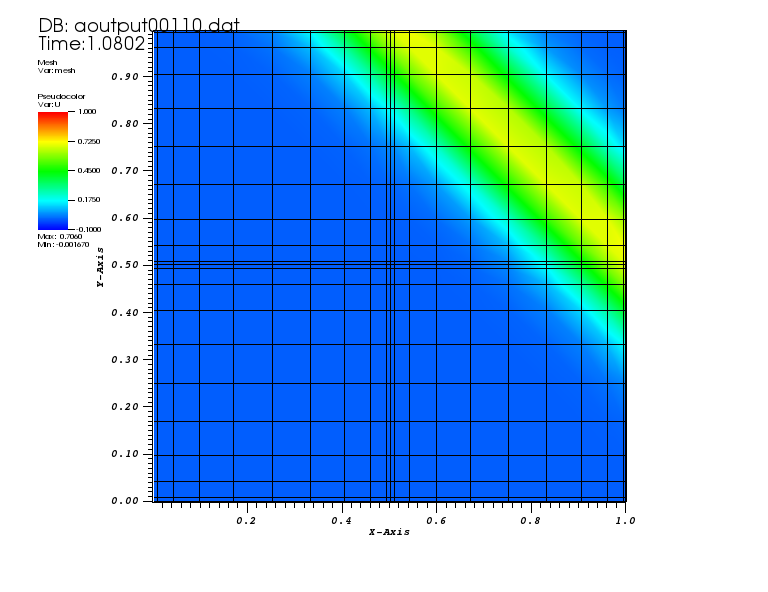 DB: aoutput00110.dat
Time:1.0802
Mesh
Var: mesh
Pseudocolor
Var: U
1.000
0.7250
0.4500
0.1750
-0.1000
Max: 0.7060
Min: -0.001670
Y-Axis
0.90
0.80
0.70
0.60
0.50
0.40
0.30
0.20
0.10
0.00
0.2 0.4 0.6 0.8 1.0
X-Axis